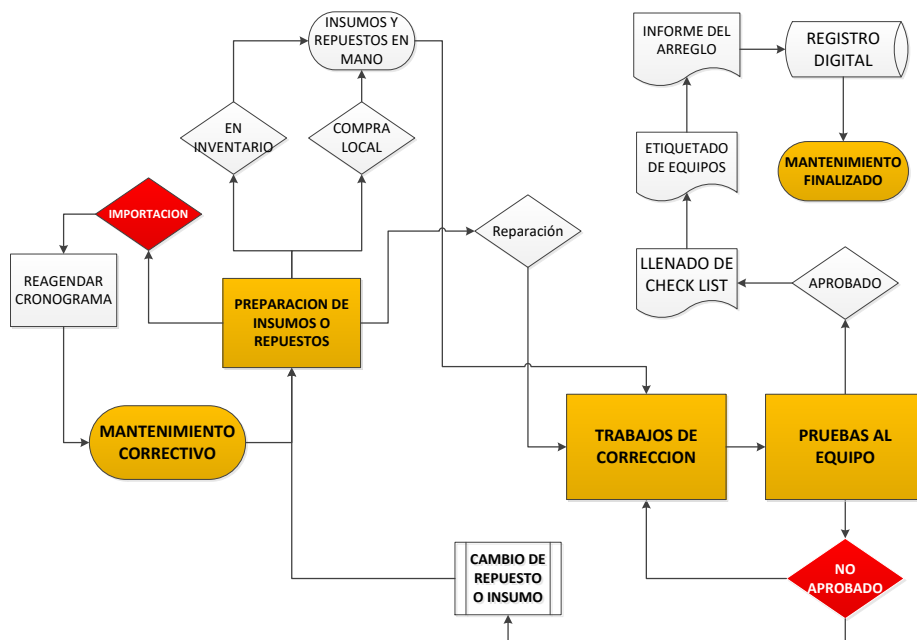 INSUMOS Y
REPUESTOS EN
MANO
INFORME DEL
ARREGLO
REGISTRO
DIGITAL
EN
INVENTARIO
COMPRA
LOCAL
ETIQUETADO
DE EQUIPOS
MANTENIMIENTO
FINALIZADO
IMPORTACION
Reparación
REAGENDAR
CRONOGRAMA
PREPARACION DE
INSUMOS O
REPUESTOS
LLENADO DE
CHECK LIST
APROBADO
MANTENIMIENTO
CORRECTIVO
TRABAJOS DE
CORRECCION
PRUEBAS AL
EQUIPO
CAMBIO DE
REPUESTO
O INSUMO
NO
APROBADO